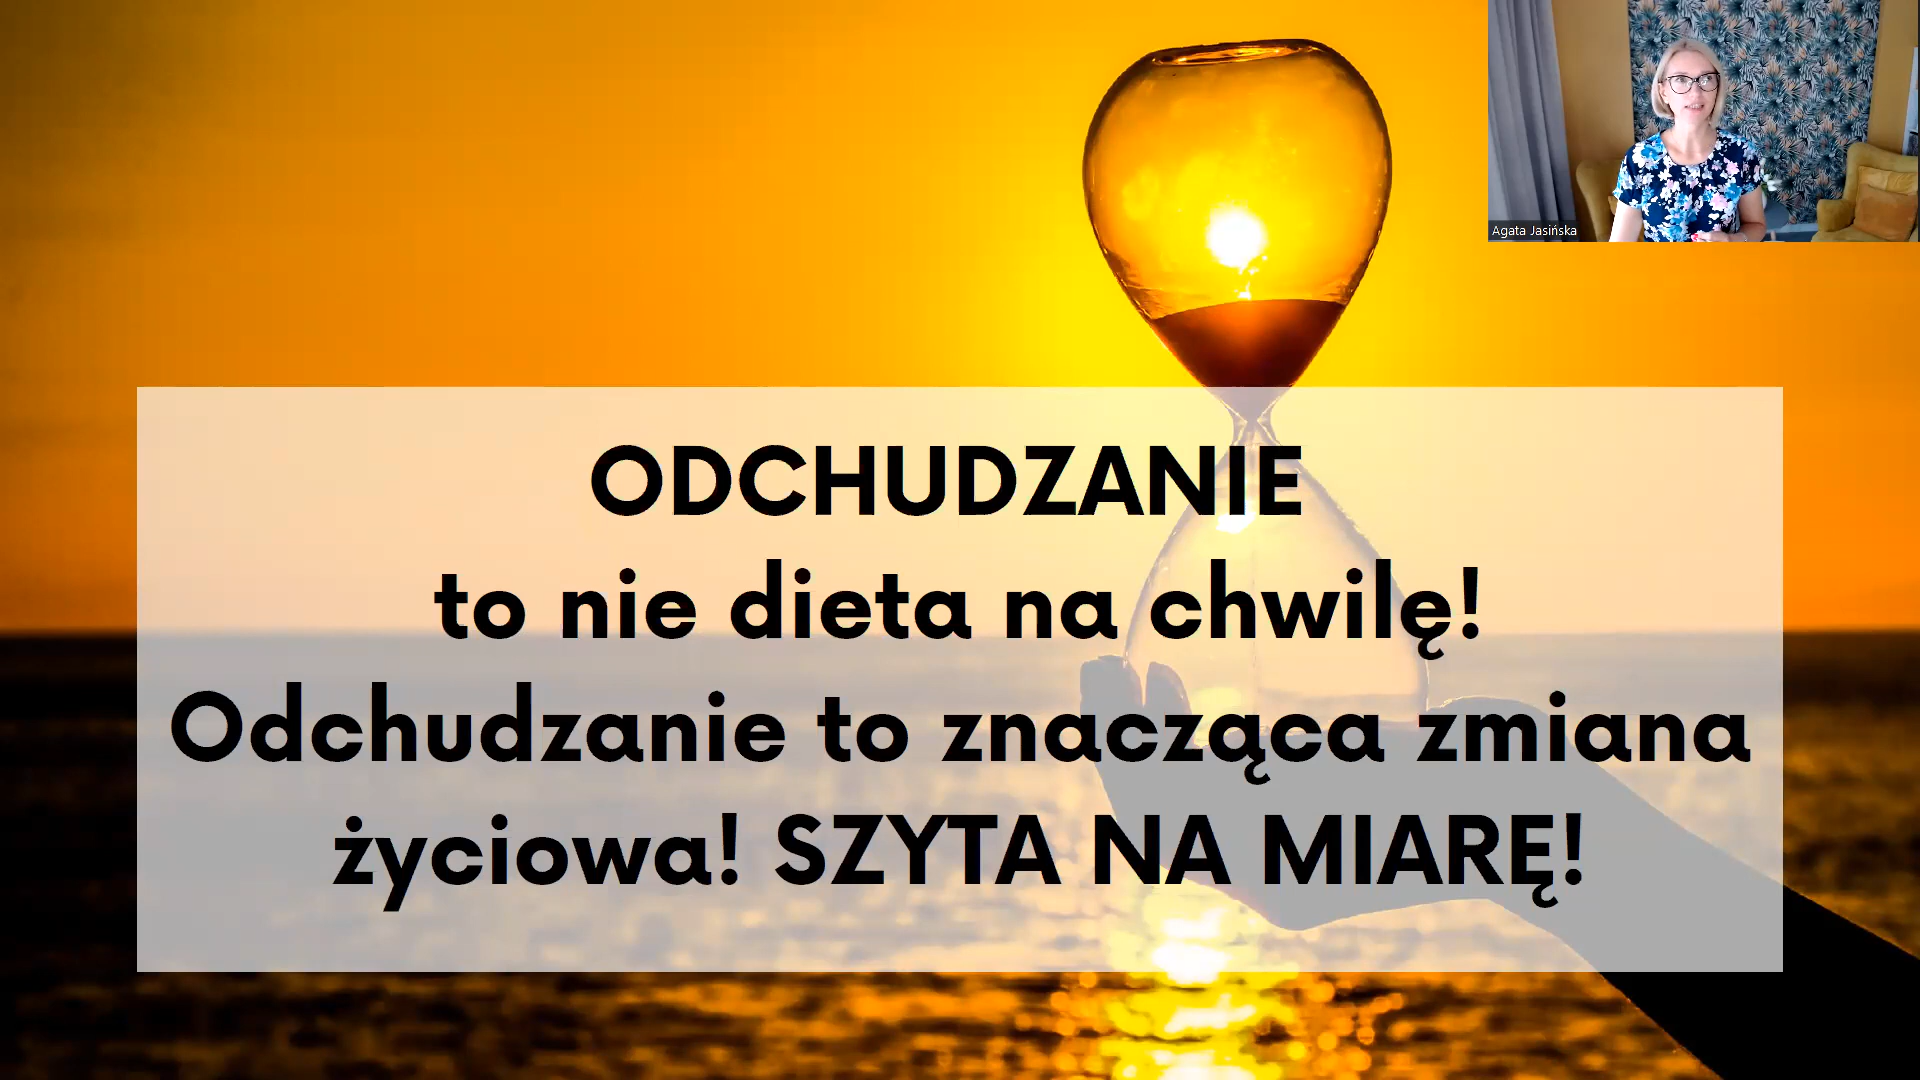 Agata Jasińska
ODCHUDZANIE
to nie dieta na chwilę!
Odchudzanie to znacząca zmiana
życiowa! SZYTA NA MIARĘ!